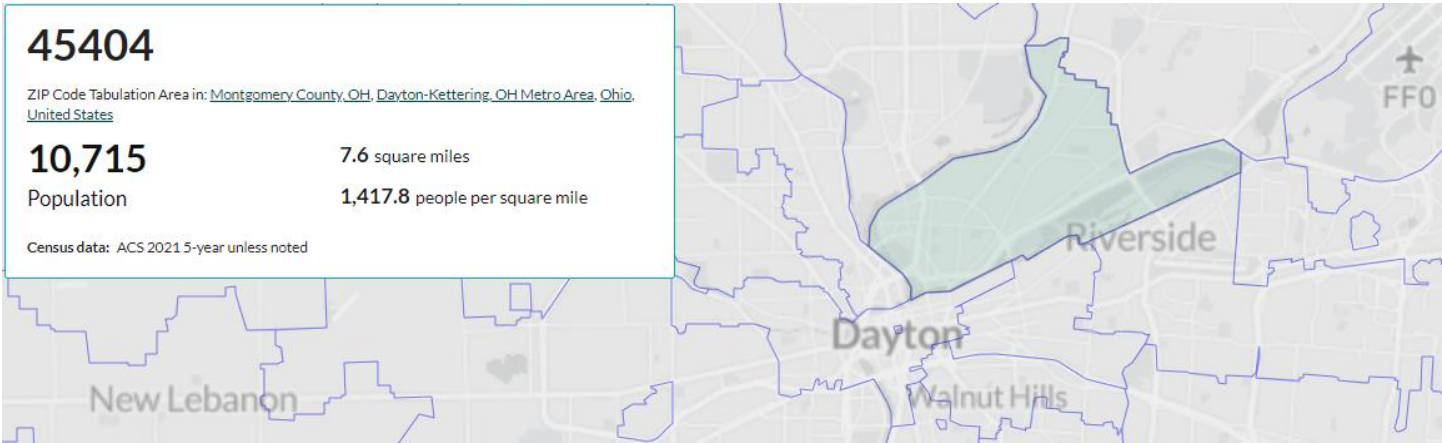 45404
ZIP Code Tabulation Area in: Montgomery County, OH, Dayton-Kettering, OH Metro Area, Ohio,
United States
10,715
Population
7.6 square miles
1,417.8 people per square mile
Census data: ACS 2021 5-year unless noted
FFO
Riverside
Dayton
New Lebanon
Walnut Hills